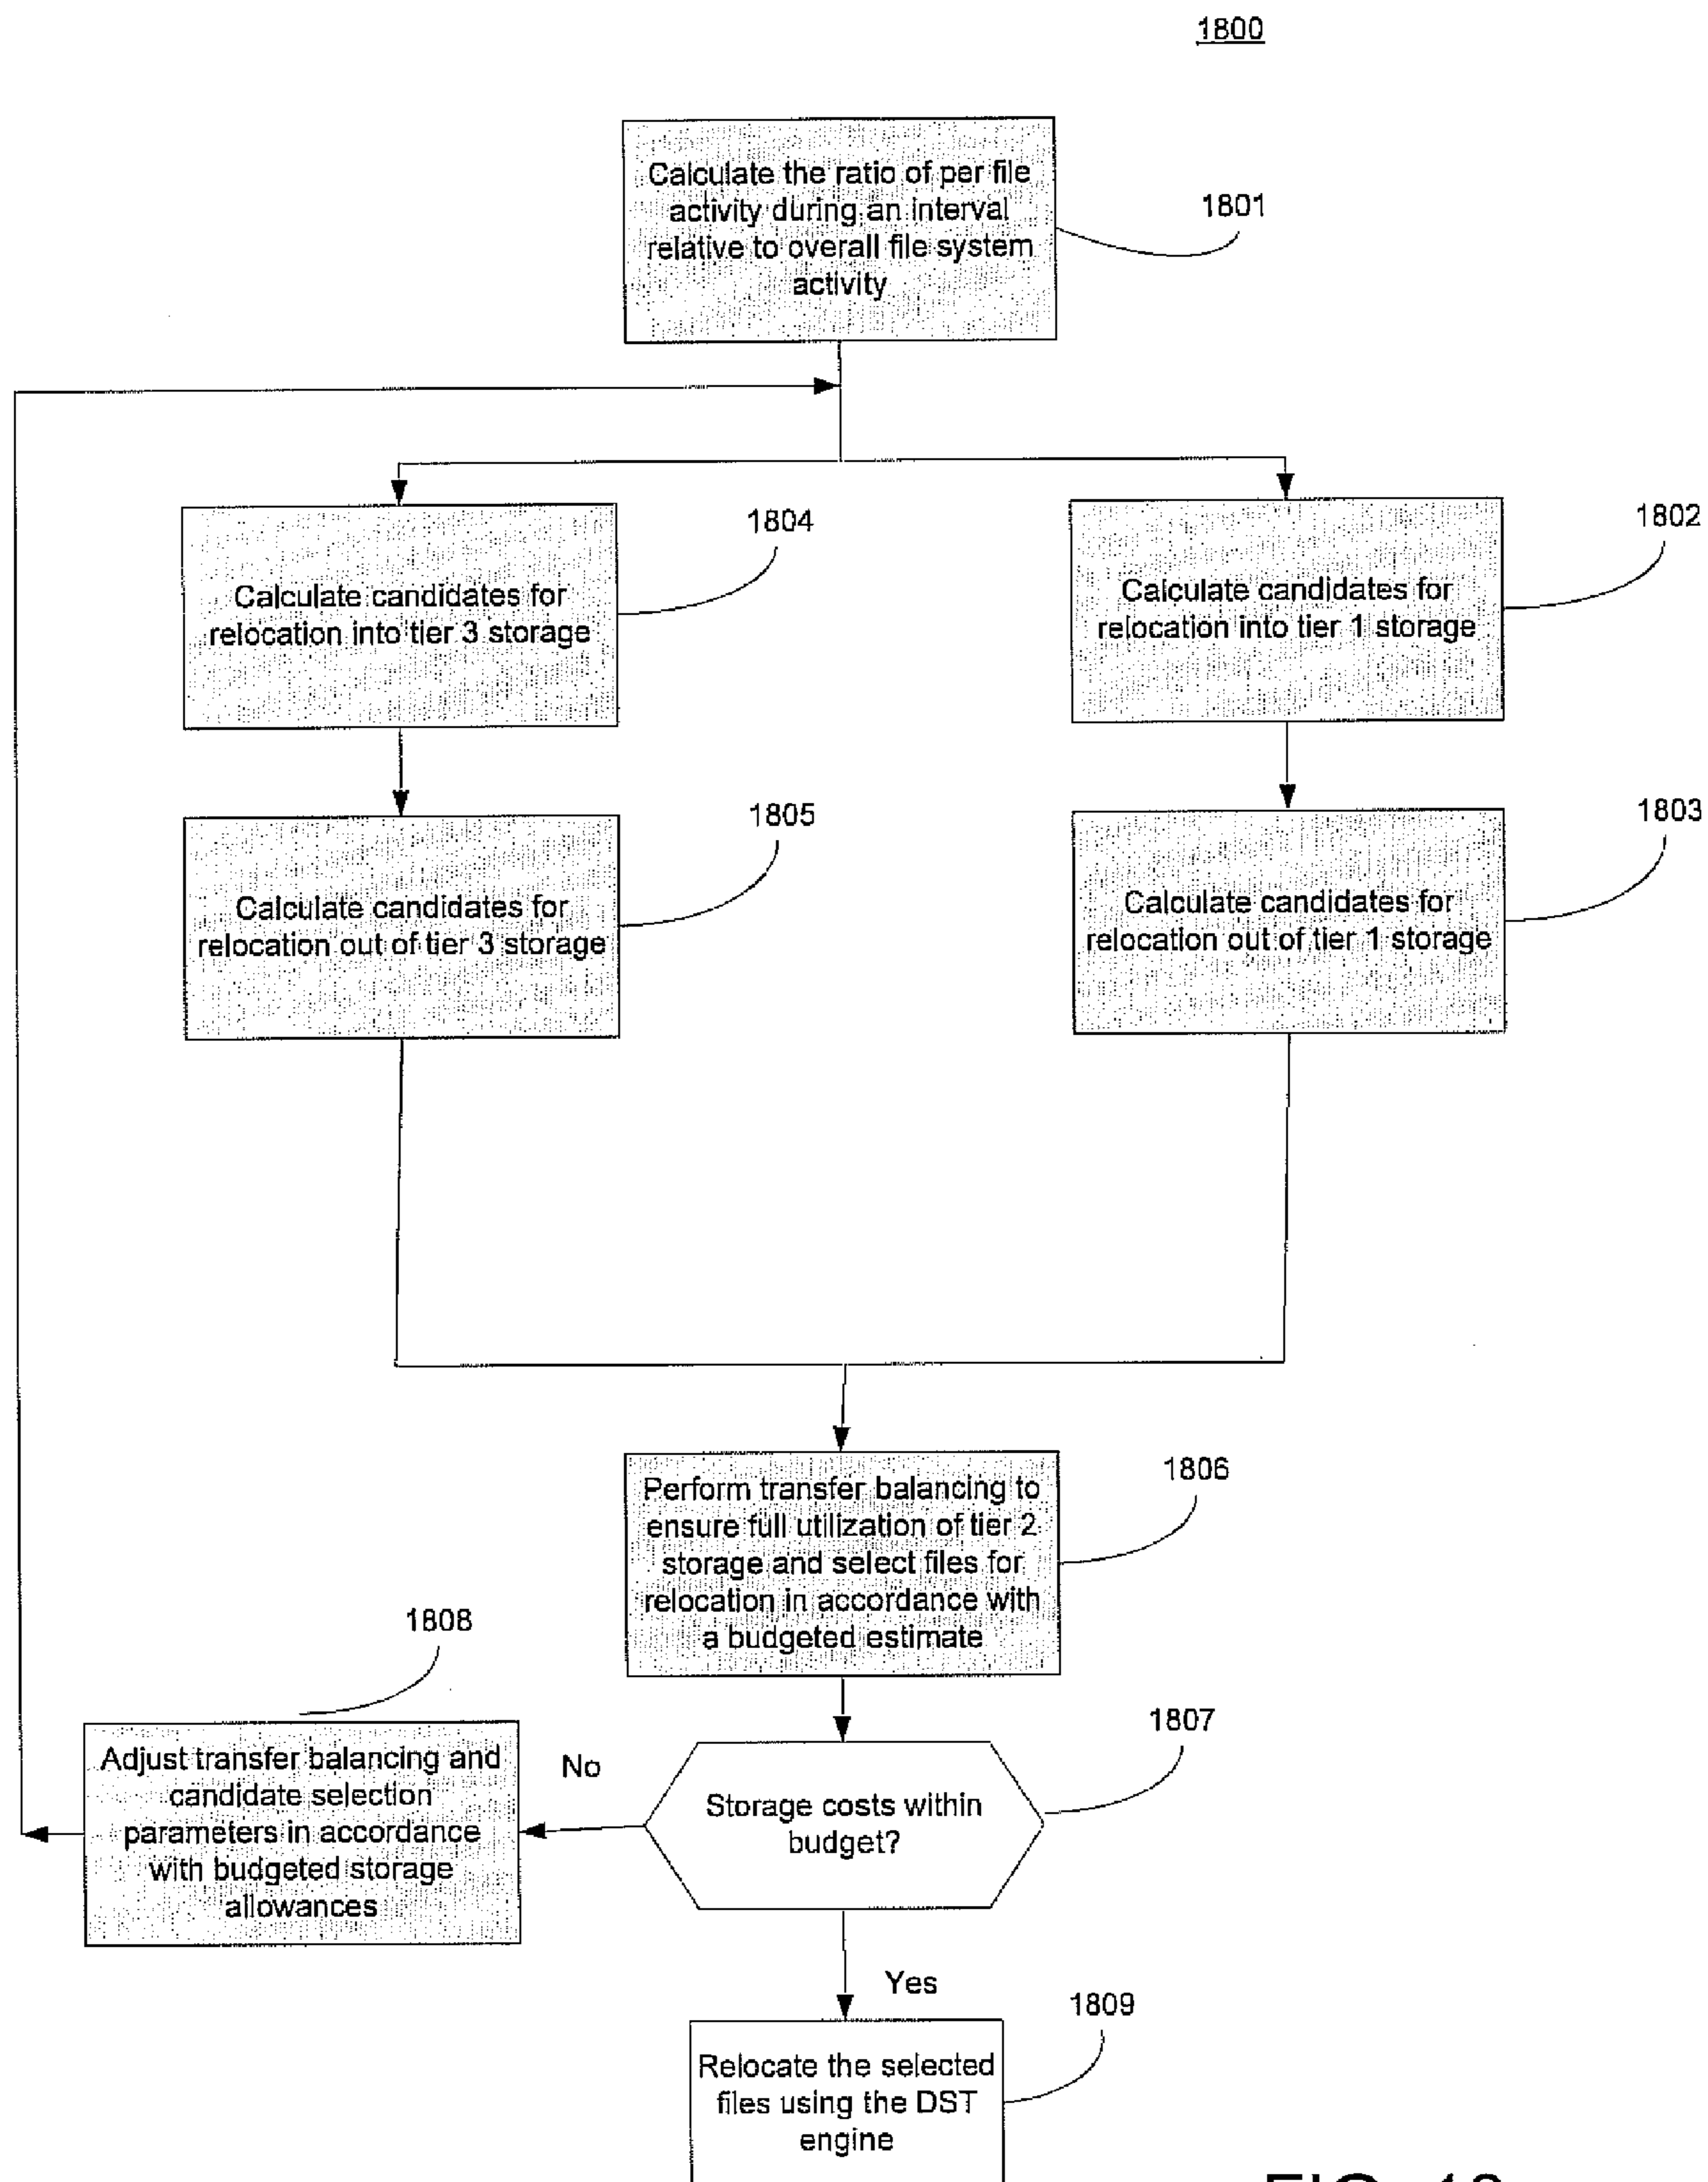 1800
Calculate the ratio of per file
activity during an interval
relative to overall file system
activity
1801
1804
1802
Calculate candidates for
relocation into tier 3 storage
Calculate candidates for
relocation into tier 1 storage
1805
1803
Calculate candidates for
relocation out of tier 3 storage
Calculate candidates for
relocation out of tier 1 storage
1806
Perform transfer balancing to
ensure full utilization of tier 2
storage and select files for
relocation in accordance with
a budgeted estimate
1808
1807
Adjust transfer balancing and
candidate selection
parameters in accordance
with budgeted storage
allowances
No
Storage costs within
budget?
Yes
1809
Relocate the selected
files using the DST
engine